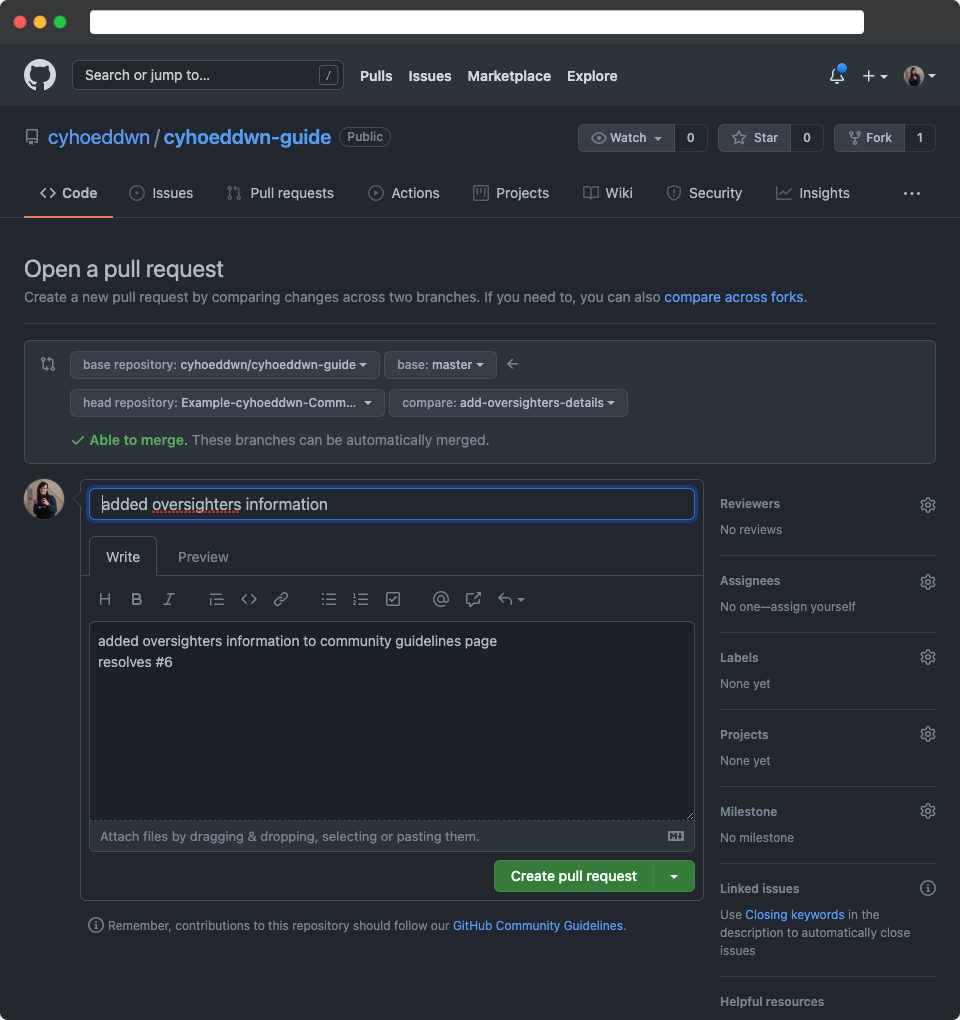 Search or jump to... /
Pulls Issues Marketplace Explore
cyhoeddwn / cyhoeddwn-guide Public
Watch 0 Star 0 Fork 1
Code Issues Pull requests Actions Projects Wiki Security Insights ...
Open a pull request
Create a new pull request by comparing changes across two branches. If you need to, you can also compare across forks.
base repository: cyhoeddwn/cyhoeddwn-guide base: master
head repository: Example-cyhoeddwn-Comm... compare: add-oversighters-details
Able to merge. These branches can be automatically merged.
added oversighters information
Write Preview
added oversighters information to community guidelines page
resolves #6
Attach files by dragging & dropping, selecting or pasting them.
Create pull request
Remember, contributions to this repository should follow our GitHub Community Guidelines.
Reviewers
No reviews
Assignees
No one—assign yourself
Labels
None yet
Projects
None yet
Milestone
No milestone
Linked issues
Use Closing keywords in the
description to automatically close
issues
Helpful resources